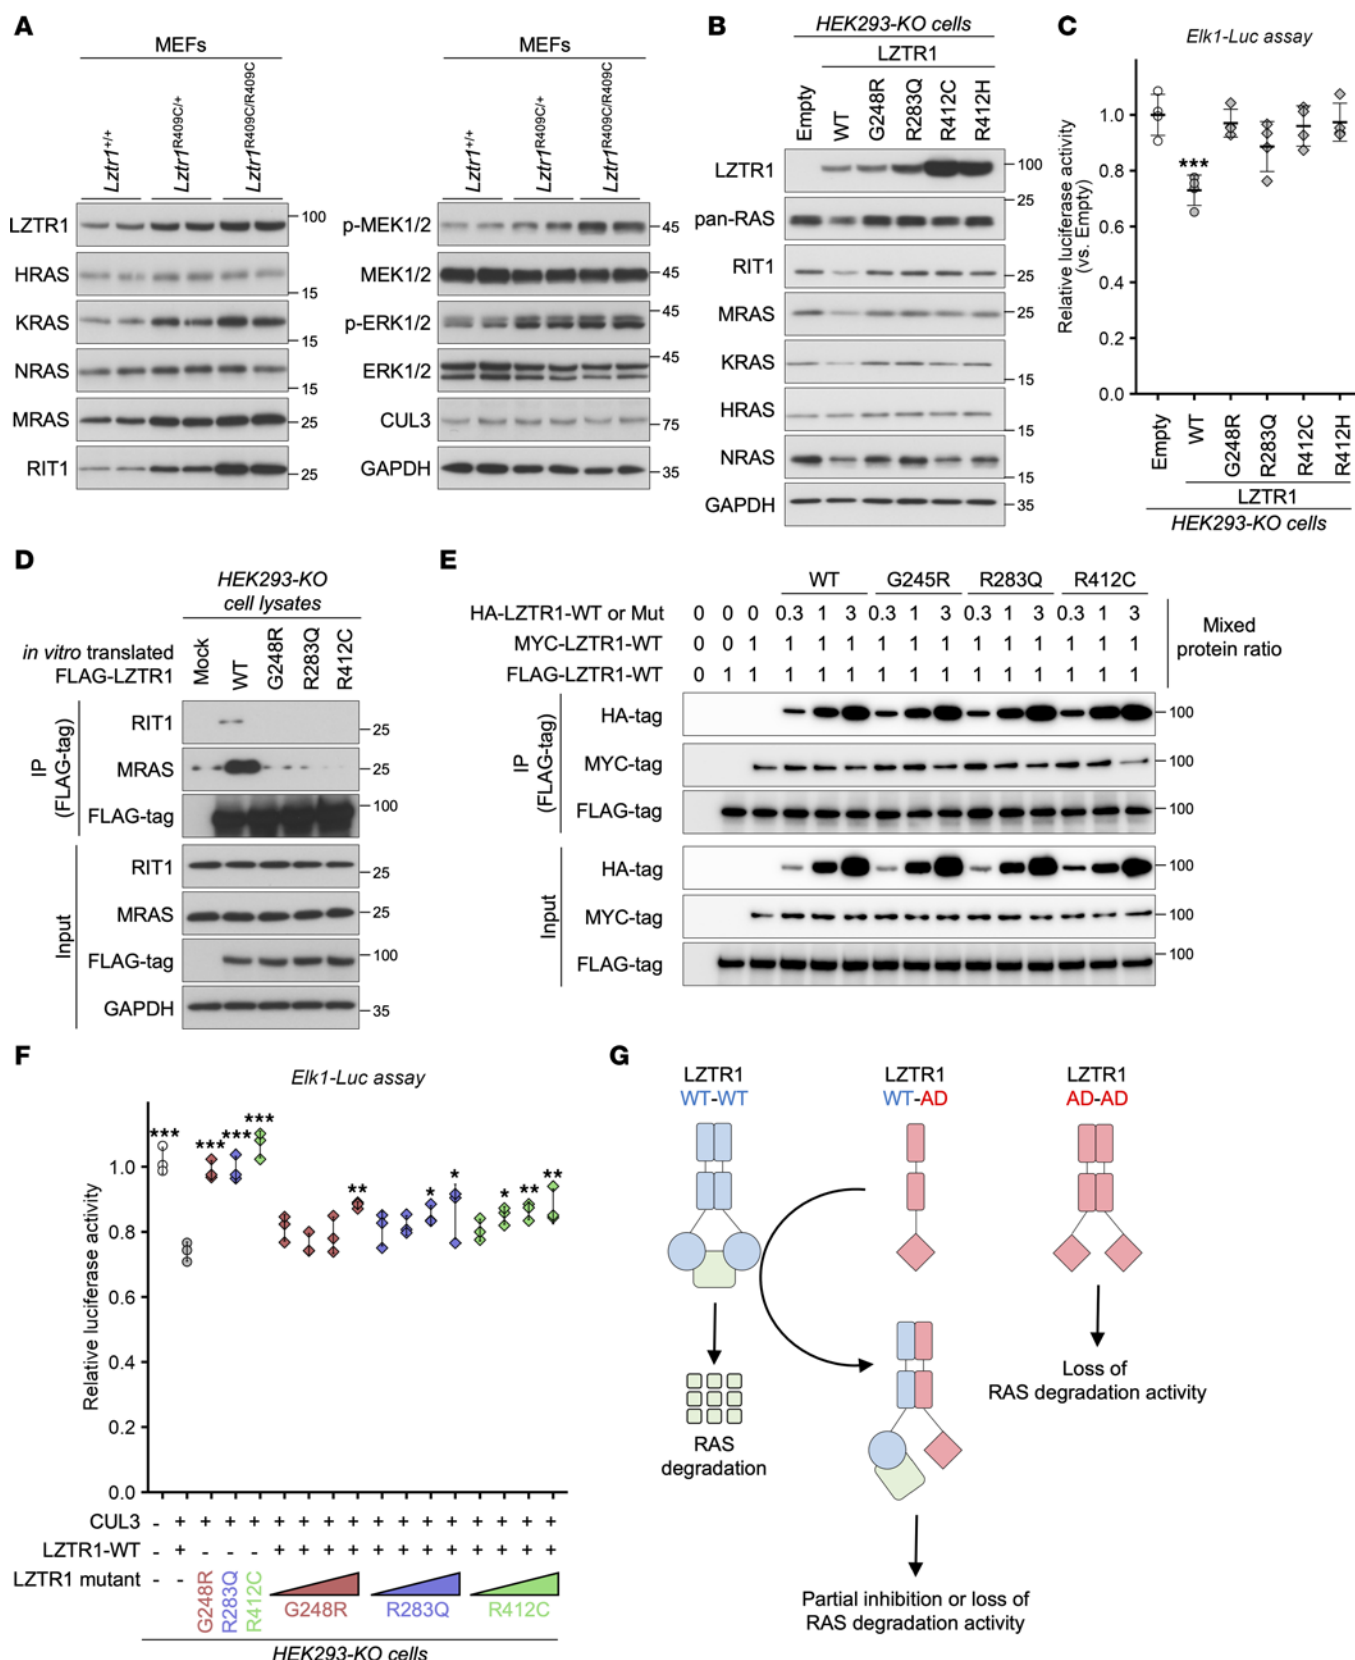 A
MEFs
Lztr1+/+
Lztr1R409C/+
Lztr1R409C/R409C
LZTR1
HRAS
KRAS
NRAS
MRAS
RIT1
100
15
15
15
25
25
MEFs
Lztr1+/+
Lztr1R409C/+
Lztr1R409C/R409C
p-MEK1/2
MEK1/2
p-ERK1/2
ERK1/2
CUL3
GAPDH
45
45
45
45
75
35
B
HEK293-KO cells
LZTR1
Empty
WT
G248R
R283Q
R412C
R412H
LZTR1
pan-RAS
RIT1
MRAS
KRAS
HRAS
NRAS
GAPDH
100
25
25
25
15
15
15
35
C
Elk1-Luc assay
Relative luciferase activity
(vs. Empty)
1.0
0.8
0.6
0.4
0.2
0.0
***
Empty
WT
G248R
R283Q
R412C
R412H
LZTR1
HEK293-KO cells
D
HEK293-KO
cell lysates
in vitro translated
FLAG-LZTR1
Mock
WT
G248R
R283Q
R412C
IP
(FLAG-tag)
RIT1
MRAS
FLAG-tag
25
25
100
Input
RIT1
MRAS
FLAG-tag
GAPDH
25
25
100
35
E
WT G245R R283Q R412C
HA-LZTR1-WT or Mut 0 0 0 0.3 1 3 0.3 1 3 0.3 1 3 0.3 1 3
MYC-LZTR1-WT 0 0 1 1 1 1 1 1 1 1 1 1 1 1 1
FLAG-LZTR1-WT 0 1 1 1 1 1 1 1 1 1 1 1 1 1 1
Mixed
protein ratio
IP
(FLAG-tag)
HA-tag 100
MYC-tag 100
FLAG-tag 100
Input
HA-tag 100
MYC-tag 100
FLAG-tag 100
F
Elk1-Luc assay
Relative luciferase activity
1.0
0.8
0.6
0.4
0.2
0.0
*** *** *** *** ** * * * ** **
CUL3 - + + + + + + + + + + + + + + + +
LZTR1-WT - + - - - + + + + + + + + + + + +
LZTR1 mutant - - G248R R283Q R412C G248R R283Q R412C
HEK293-KO cells
G
LZTR1
WT-WT
LZTR1
WT-AD
LZTR1
AD-AD
RAS
degradation
Loss of
RAS degradation activity
Partial inhibition or loss of
RAS degradation activity